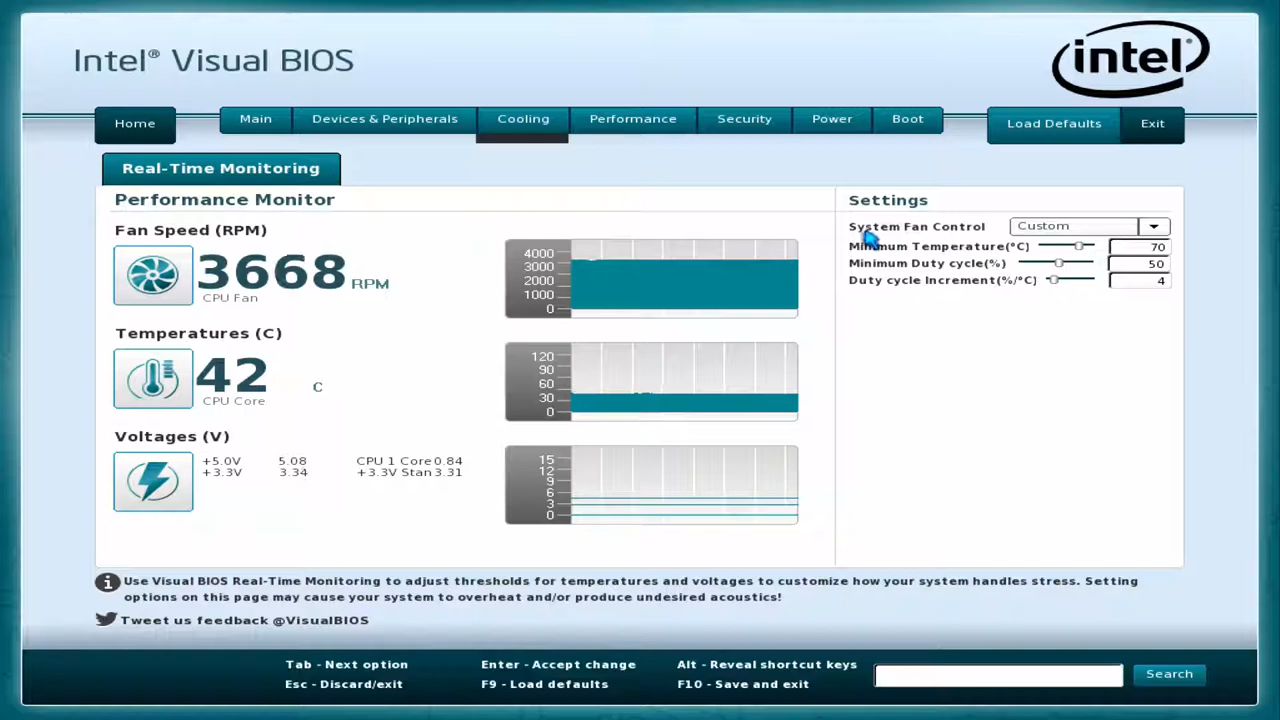 Intel® Visual BIOS
intel®
Home
Main
Devices & Peripherals
Cooling
Performance
Security
Power
Boot
Load Defaults
Exit
Real-Time Monitoring
Performance Monitor
Fan Speed (RPM)
3668 RPM
CPU Fan
4000
3000
2000
1000
0
Temperatures (C)
42 C
CPU Core
120
90
60
30
0
Voltages (V)
+5.0V 5.08 CPU 1 Core 0.84
+3.3V 3.34 +3.3V Stan 3.31
15
12
9
6
3
0
Settings
System Fan Control Custom
Minimum Temperature(°C) 70
Minimum Duty cycle(%) 50
Duty cycle Increment(%/°C) 4
Use Visual BIOS Real-Time Monitoring to adjust thresholds for temperatures and voltages to customize how your system handles stress. Setting
options on this page may cause your system to overheat and/or produce undesired acoustics!
Tweet us feedback @VisualBIOS
Tab - Next option Enter - Accept change Alt - Reveal shortcut keys
Esc - Discard/exit F9 - Load defaults F10 - Save and exit
Search